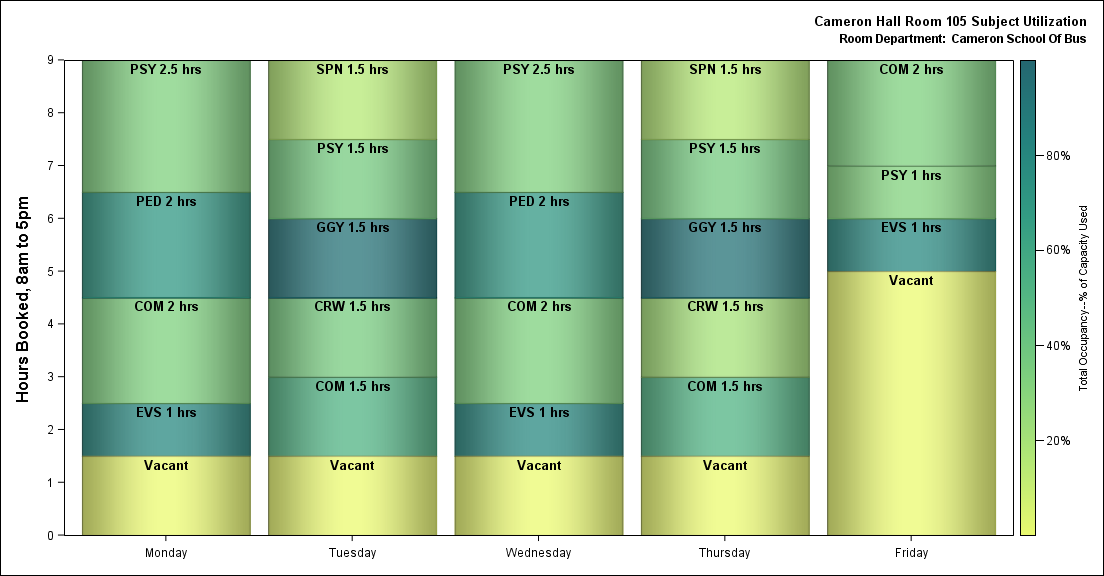 Cameron Hall Room 105 Subject Utilization
Room Department: Cameron School Of Bus
Hours Booked, 8am to 5pm
9
8
7
6
5
4
3
2
1
0
PSY 2.5 hrs
PED 2 hrs
COM 2 hrs
EVS 1 hrs
Vacant
SPN 1.5 hrs
PSY 1.5 hrs
GGY 1.5 hrs
CRW 1.5 hrs
COM 1.5 hrs
Vacant
PSY 2.5 hrs
PED 2 hrs
COM 2 hrs
EVS 1 hrs
Vacant
SPN 1.5 hrs
PSY 1.5 hrs
GGY 1.5 hrs
CRW 1.5 hrs
COM 1.5 hrs
Vacant
COM 2 hrs
PSY 1 hrs
EVS 1 hrs
Vacant
Monday
Tuesday
Wednesday
Thursday
Friday
80%
60%
40%
20%
Total Occupancy--% of Capacity Used